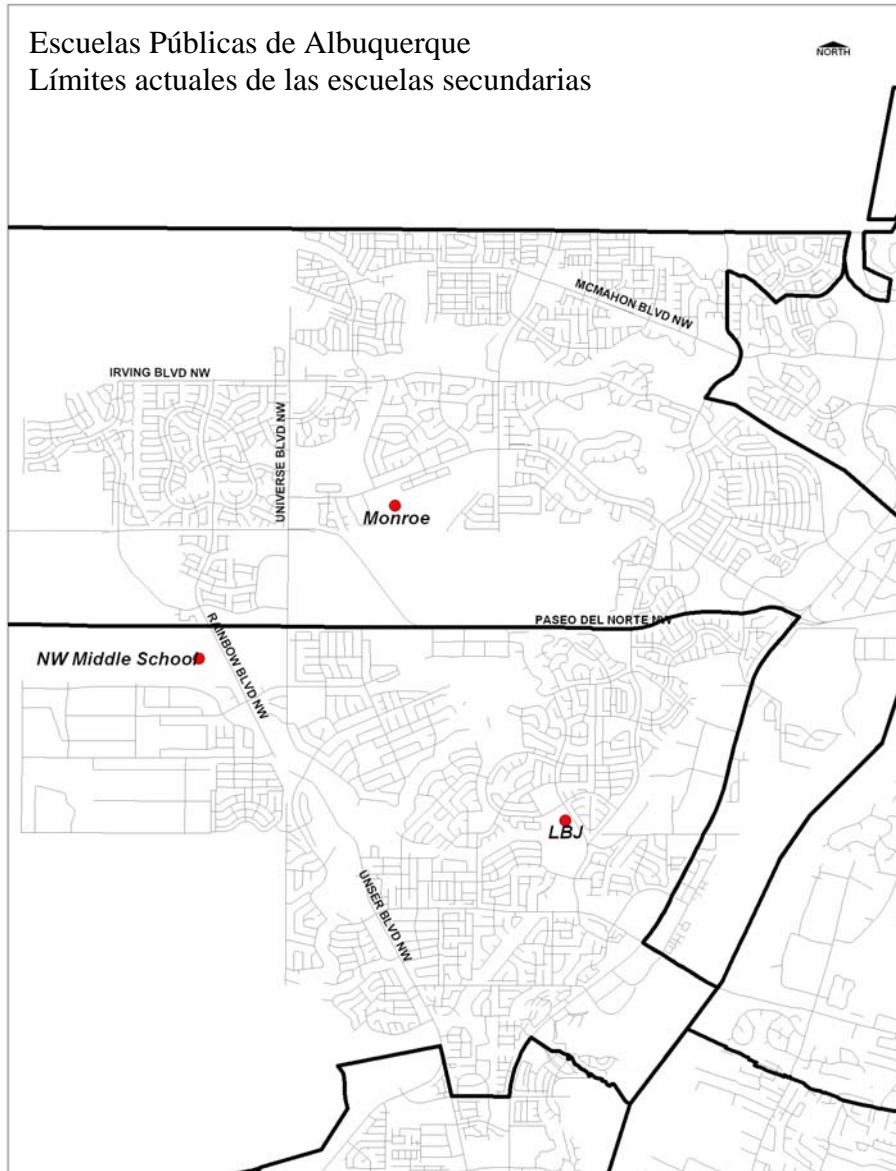 Escuelas Públicas de Albuquerque
Límites actuales de las escuelas secundarias
NORTH
MCMAHON BLVD NW
IRVING BLVD NW
UNIVERSE BLVD NW
Monroe
PASEO DEL NORTE NW
RAINBOW BLVD NW
NW Middle School
LBJ
UNSER BLVD NW